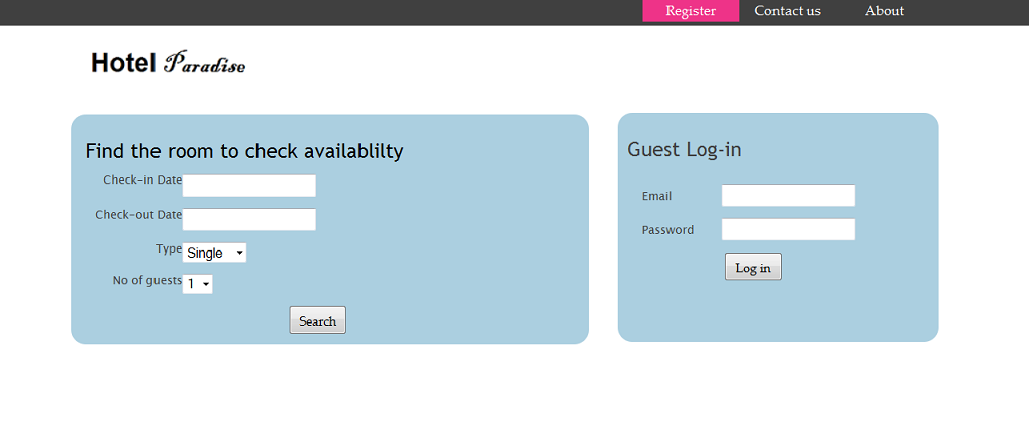 Register Contact us About
Hotel Paradise
Find the room to check availablilty
Check-in Date
Check-out Date
Type Single
No of guests 1
Search
Guest Log-in
Email
Password
Log in